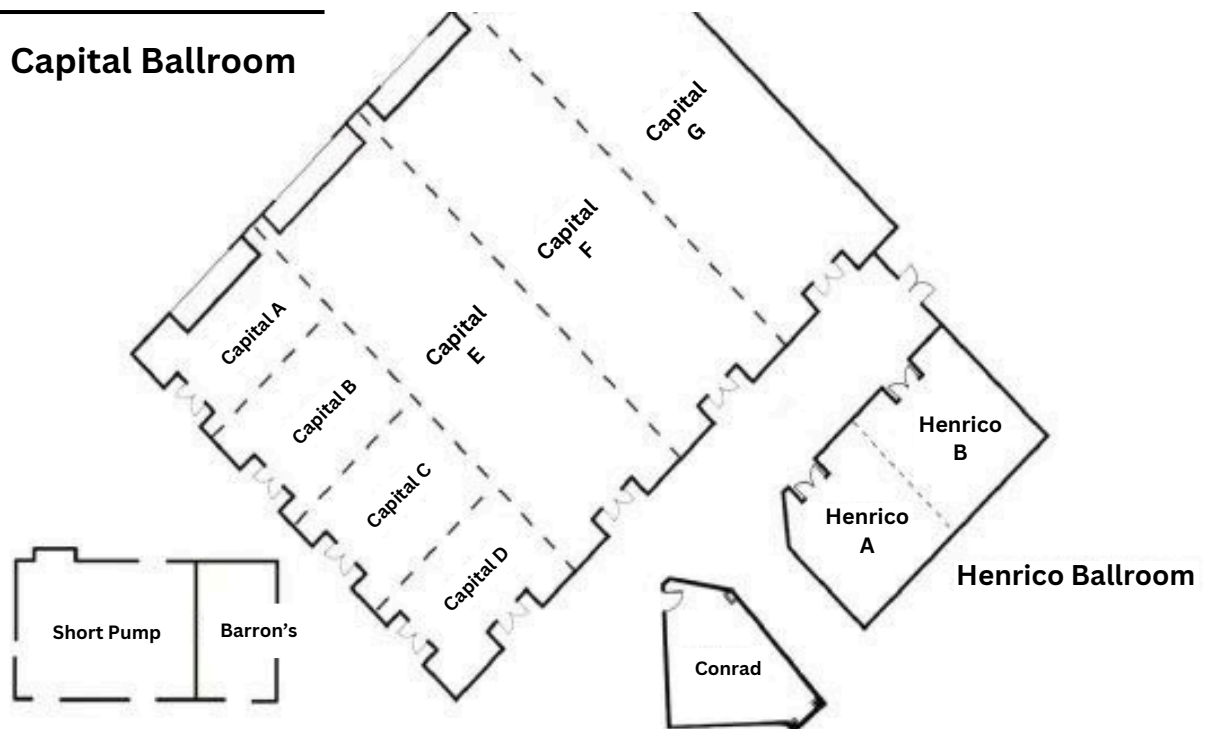 Capital Ballroom
Capital
G
Capital
F
Capital
E
Capital A
Capital B
Capital C
Capital D
Henrico
B
Henrico
A
Henrico Ballroom
Short Pump
Barron’s
Conrad